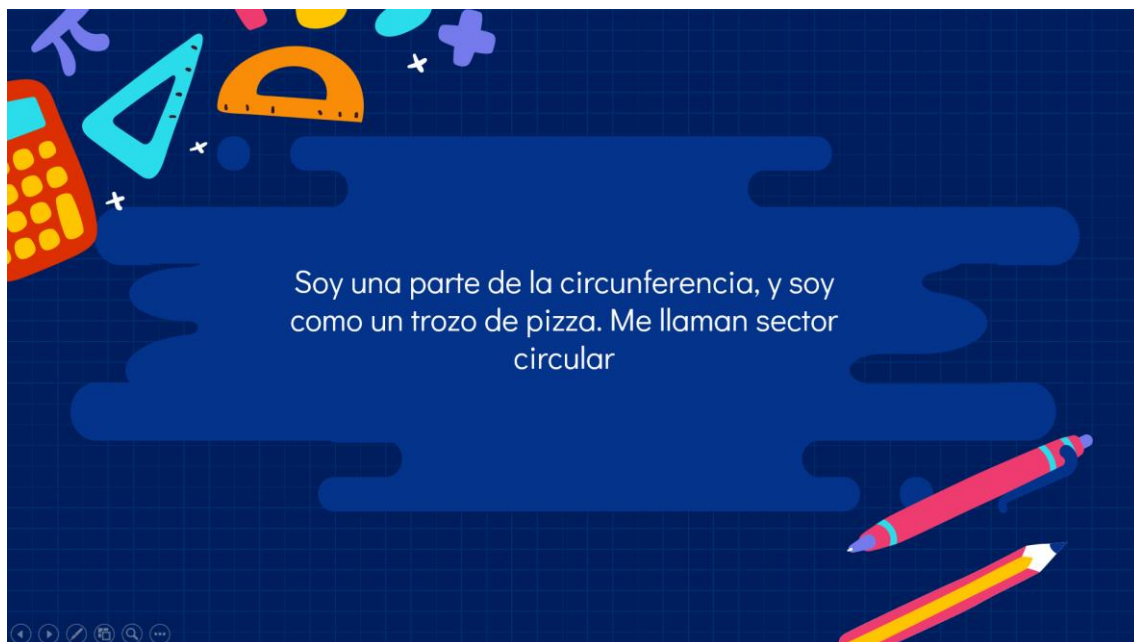 Soy una parte de la circunferencia, y soy
como un trozo de pizza. Me llaman sector
circular